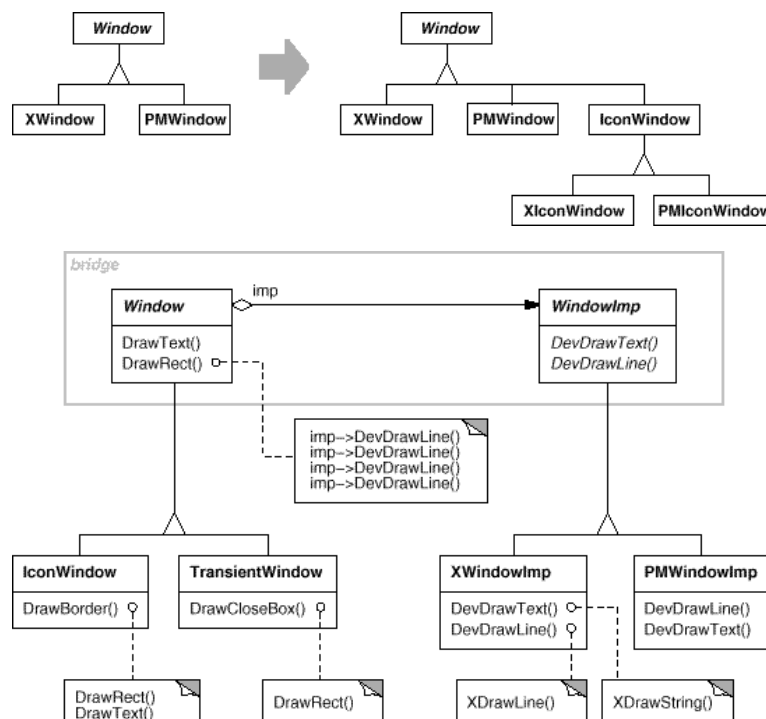 Window
XWindow
PMWindow
Window
XWindow
PMWindow
IconWindow
XIconWindow
PMIconWindow
bridge
Window
DrawText()
DrawRect()
imp
WindowImp
DevDrawText()
DevDrawLine()
imp->DevDrawLine()
imp->DevDrawLine()
imp->DevDrawLine()
imp->DevDrawLine()
IconWindow
DrawBorder()
TransientWindow
DrawCloseBox()
XWindowImp
DevDrawText()
DevDrawLine()
PMWindowImp
DevDrawLine()
DevDrawText()
DrawRect()
DrawText()
DrawRect()
XDrawLine()
XDrawString()